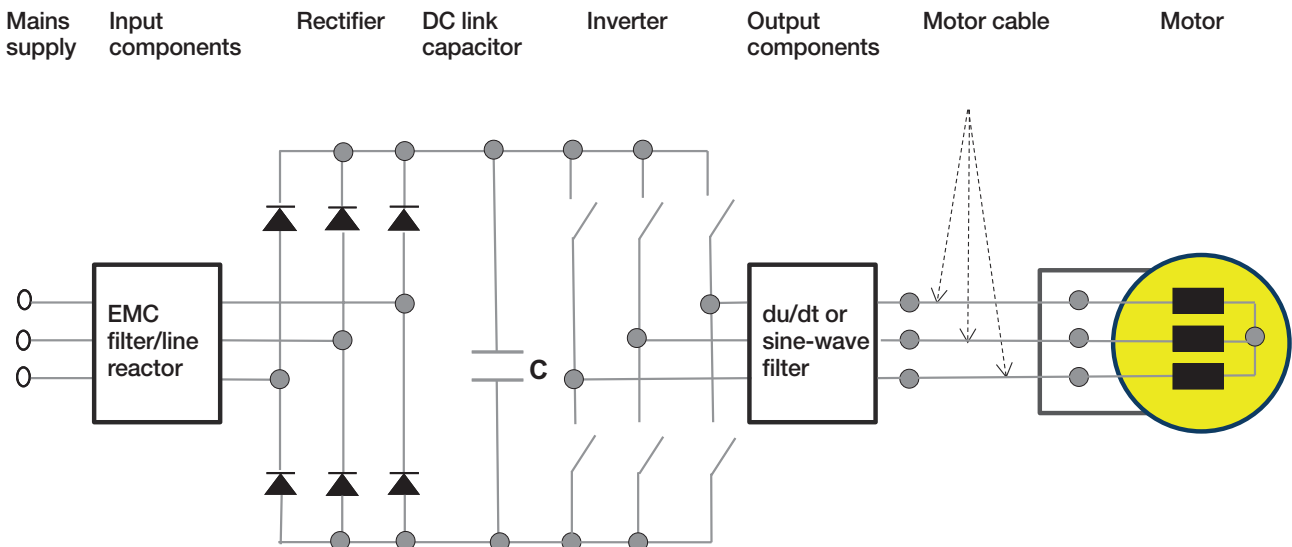 Mains
supply
Input
components
Rectifier
DC link
capacitor
Inverter
Output
components
Motor cable
Motor
EMC
filter/line
reactor
C
du/dt or
sine-wave
filter